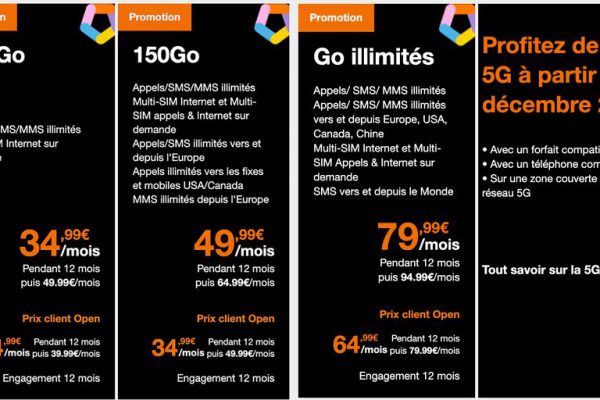 Promotion
Go
SMS/MMS illimités
Internet sur
34,99€
/mois
Pendant 12 mois
puis 49.99€/mois
Prix client Open
,99€ Pendant 12 mois
/mois puis 39.99€/mois
Engagement 12 mois
Promotion
150Go
Appels/SMS/MMS illimités
Multi-SIM Internet et Multi-
SIM appels & Internet sur
demande
Appels/SMS illimités vers et
depuis l'Europe
Appels illimités vers les fixes
et mobiles USA/Canada
MMS illimités depuis l'Europe
49,99€
/mois
Pendant 12 mois
puis 64.99€/mois
Prix client Open
34,99€ Pendant 12 mois
/mois puis 49.99€/mois
Engagement 12 mois
Promotion
Go illimités
Appels/ SMS/ MMS illimités
Appels/ SMS/ MMS illimités
vers et depuis Europe, USA,
Canada, Chine
Multi-SIM Internet et Multi-
SIM Appels & Internet sur
demande
SMS vers et depuis le Monde
79,99€
/mois
Pendant 12 mois
puis 94.99€/mois
Prix client Open
64,99€ Pendant 12 mois
/mois puis 79.99€/mois
Engagement 12 mois
Profitez de
5G à partir
décembre
• Avec un forfait compati
• Avec un téléphone com
• Sur une zone couverte
réseau 5G
Tout savoir sur la 5G